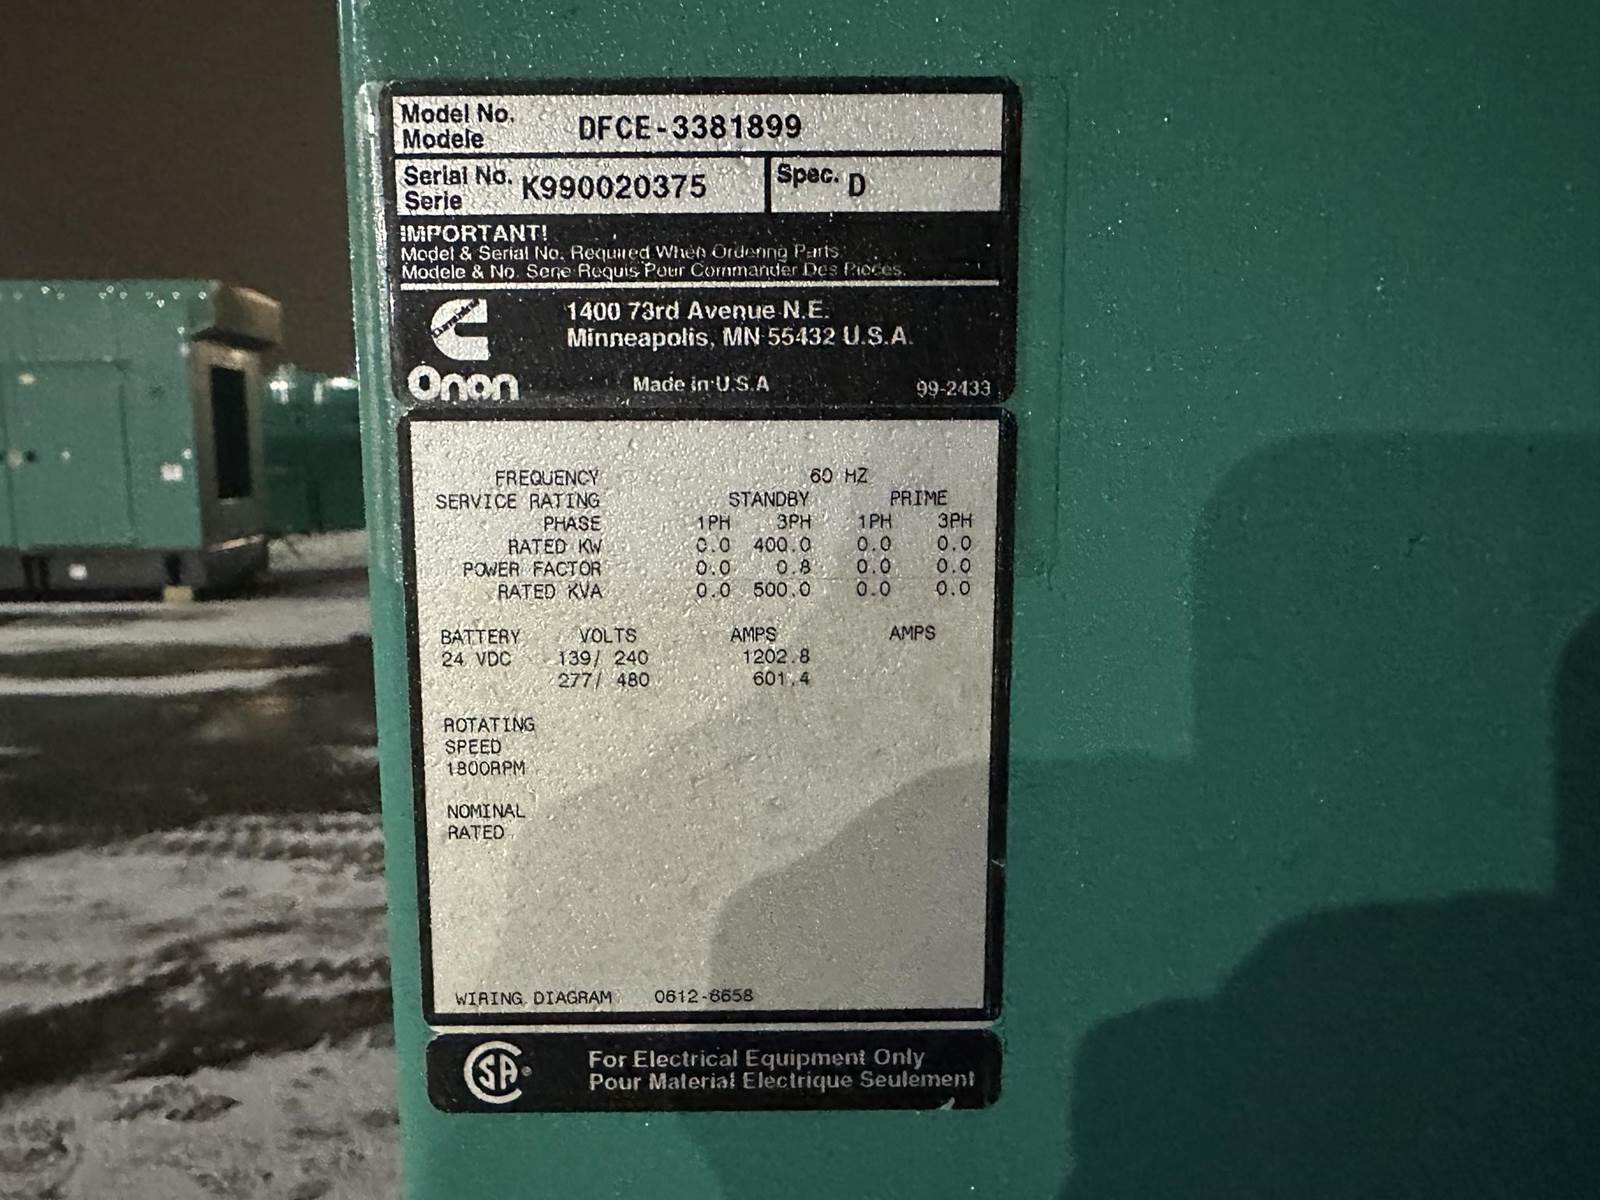 Model No. DFCE-3381899
Modele
Serial No. K990020375 Spec. D
Serie
IMPORTANT!
Model & Serial No. Required When Ordering Parts
Modele & No. Serie Requis Pour Commander Des Pieces.
Cummins
Onan
1400 73rd Avenue N.E.
Minneapolis, MN 55432 U.S.A.
Made in U.S.A 99-2433
FREQUENCY 60 HZ
SERVICE RATING STANDBY PRIME
PHASE 1PH 3PH 1PH 3PH
RATED KW 0.0 400.0 0.0 0.0
POWER FACTOR 0.0 0.8 0.0 0.0
RATED KVA 0.0 500.0 0.0 0.0
BATTERY VOLTS AMPS AMPS
24 VDC 139/ 240 1202.8
277/ 480 601.4
ROTATING
SPEED
1800RPM
NOMINAL
RATED
WIRING DIAGRAM 0612-6658
SA®
For Electrical Equipment Only
Pour Material Electrique Seulement